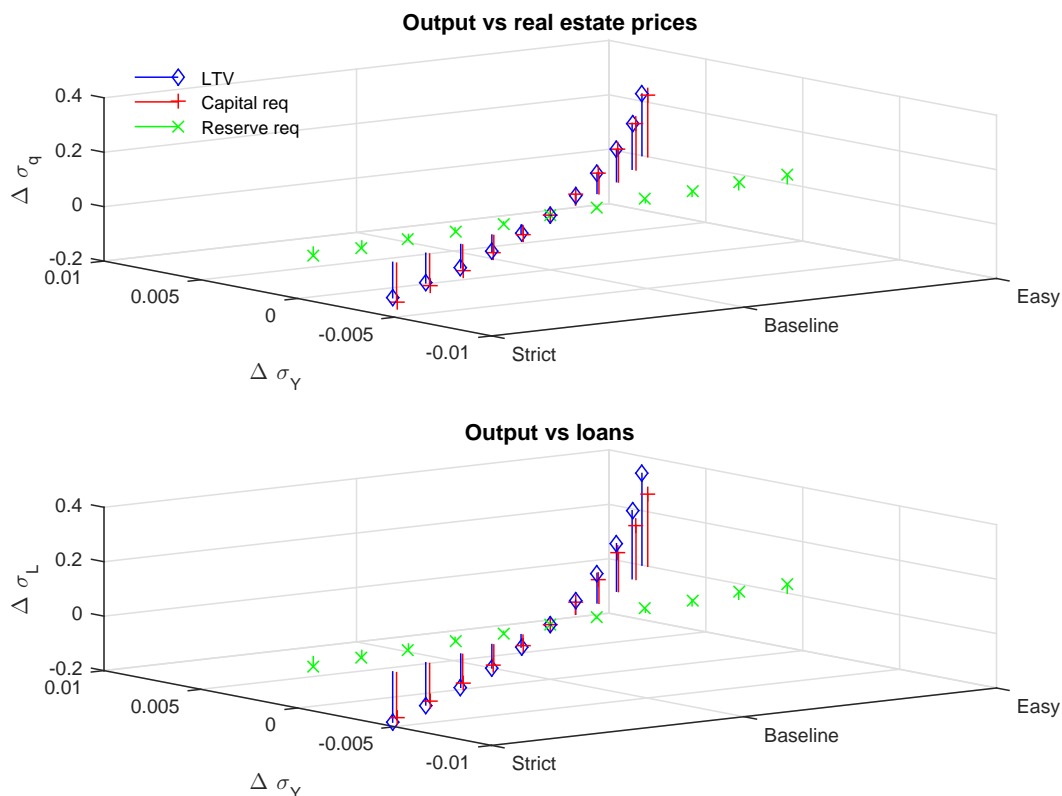 Output vs real estate prices
LTV
Capital req
Reserve req
0.4
0.2
0
-0.2
Δ σq
0.01
0.005
0
-0.005
-0.01
Δ σY
Strict
Baseline
Easy
Output vs loans
0.4
0.2
0
-0.2
Δ σL
0.01
0.005
0
-0.005
-0.01
Δ σY
Strict
Baseline
Easy